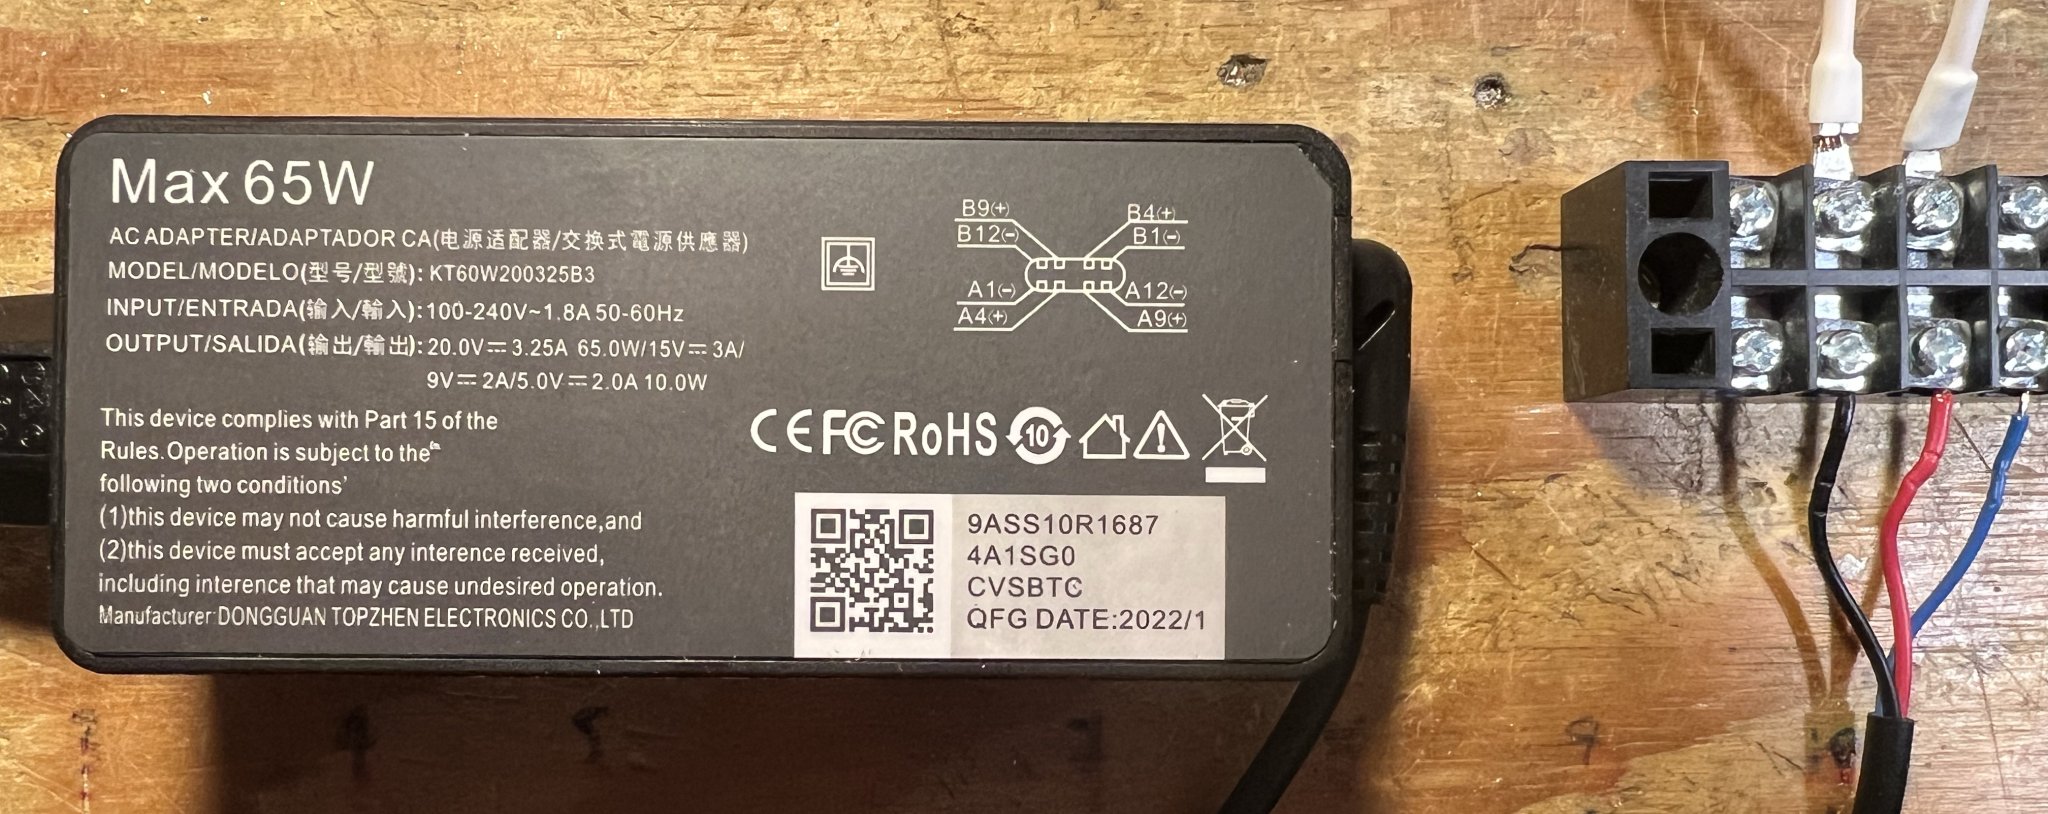 Max 65W
AC ADAPTER/ADAPTADOR CA(电源适配器/交换式電源供應器)
MODEL/MODELO(型号/型號): KT60W200325B3
INPUT/ENTRADA(输入/輸入):100-240V~1.8A 50-60Hz
OUTPUT/SALIDA(输出/輸出):20.0V⎓3.25A 65.0W/15V⎓3A/
9V⎓2A/5.0V⎓2.0A 10.0W
This device complies with Part 15 of the
Rules.Operation is subject to the
following two conditions'
(1)this device may not cause harmful interference,and
(2)this device must accept any interence received,
including interence that may cause undesired operation.
Manufacturer:DONGGUAN TOPZHEN ELECTRONICS CO.,LTD
B9(+) B4(+)
B12(-) B1(-)
A1(-) A12(-)
A4(+) A9(+)
CE FC RoHS 10
9ASS10R1687
4A1SG0
CVSBTC
QFG DATE:2022/1